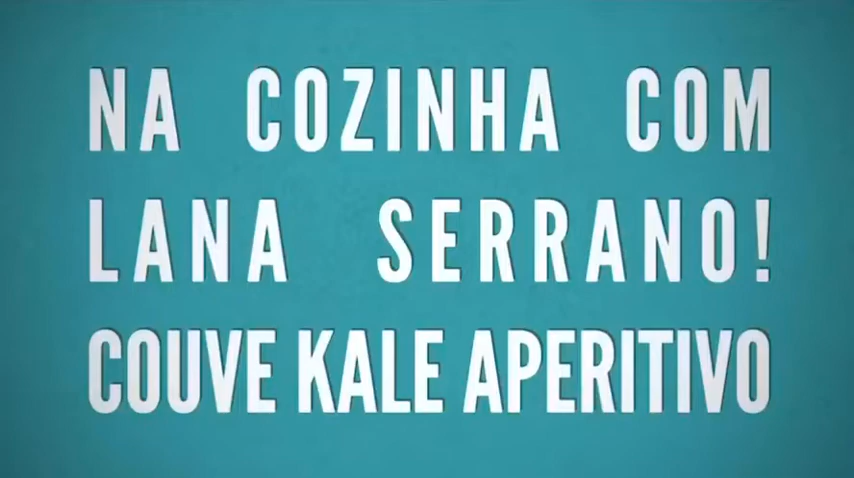 NA COZINHA COM
LANA SERRANO!
COUVE KALE APERITIVO